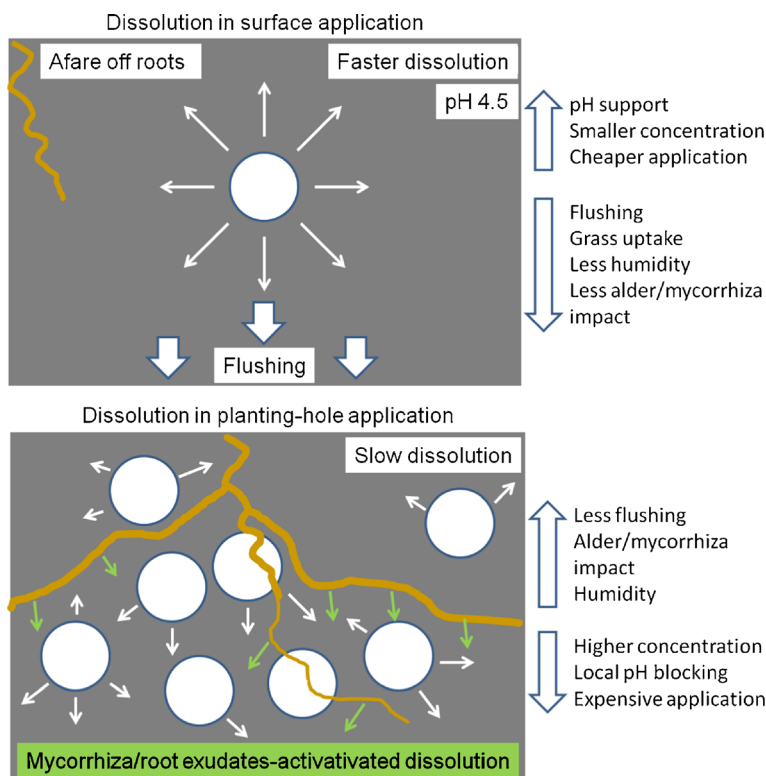 Dissolution in surface application
Afare off roots
Faster dissolution
pH 4.5
pH support
Smaller concentration
Cheaper application
Flushing
Grass uptake
Less humidity
Less alder/mycorrhiza
impact
Flushing
Dissolution in planting-hole application
Slow dissolution
Less flushing
Alder/mycorrhiza
impact
Humidity
Higher concentration
Local pH blocking
Expensive application
Mycorrhiza/root exudates-activativated dissolution